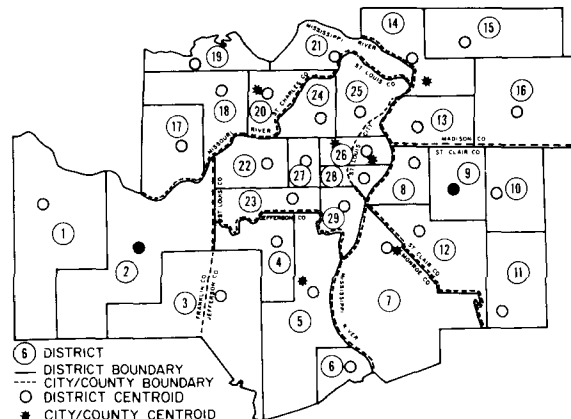 14
15
MISSISSIPPI RIVER
21
19
ST LOUIS CO
ST CHARLES CO
18
20
24
25
16
17
MISSOURI RIVER
13
MADISON CO
ST LOUIS CITY
26
ST CLAIR CO
22
27
28
8
9
10
ST LOUIS CO
23
29
JEFFERSON CO
1
2
4
12
ST CLAIR CO
MONROE CO
11
3
FRANKLIN CO
JEFFERSON CO
5
MISSISSIPPI RIVER
7
6
6 DISTRICT
DISTRICT BOUNDARY
CITY/COUNTY BOUNDARY
DISTRICT CENTROID
CITY/COUNTY CENTROID